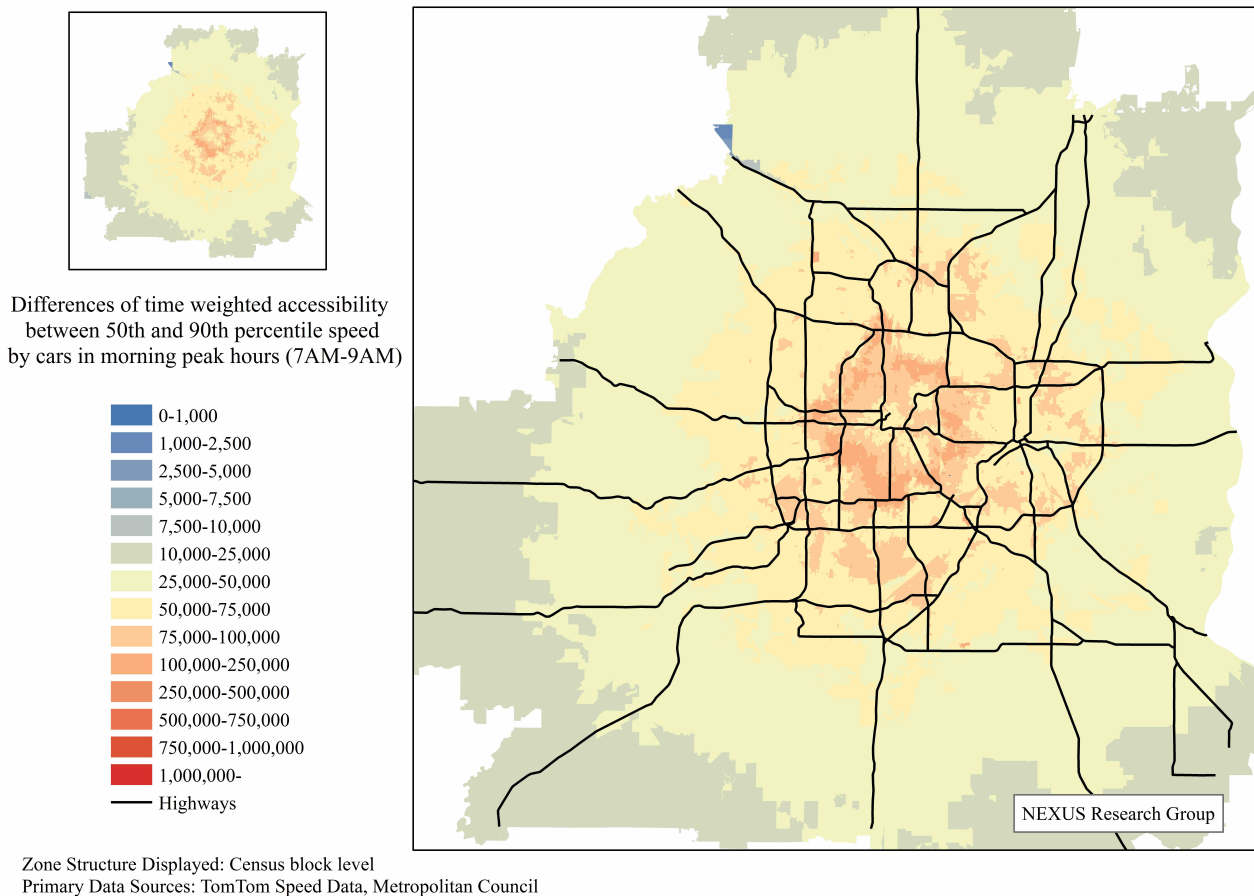 Differences of time weighted accessibility
between 50th and 90th percentile speed
by cars in morning peak hours (7AM-9AM)
0-1,000
1,000-2,500
2,500-5,000
5,000-7,500
7,500-10,000
10,000-25,000
25,000-50,000
50,000-75,000
75,000-100,000
100,000-250,000
250,000-500,000
500,000-750,000
750,000-1,000,000
1,000,000-
Highways
NEXUS Research Group
Zone Structure Displayed: Census block level
Primary Data Sources: TomTom Speed Data, Metropolitan Council